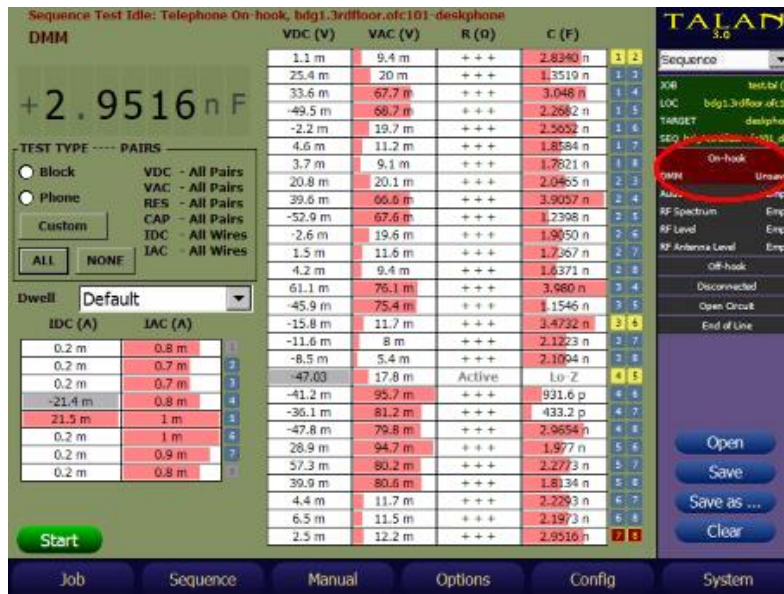 Sequence Test Idle: Telephone On-hook, bdg1.3rdfloor.ofc101-deskphone
DMM
+2.9516 n F
TEST TYPE ---- PAIRS
Block
Phone
Custom
ALL NONE
VDC - All Pairs
VAC - All Pairs
RES - All Pairs
CAP - All Pairs
IDC - All Wires
IAC - All Wires
Dwell Default
IDC (A) IAC (A)
0.2 m 0.8 m 1
0.2 m 0.7 m 2
0.2 m 0.7 m 3
-21.4 m 0.8 m 4
21.5 m 1 m 5
0.2 m 1 m 6
0.2 m 0.9 m 7
0.2 m 0.8 m 8
Start
VDC (V) VAC (V) R (Ω) C (F)
1.1 m 9.4 m +++ 2.8340 n 1 2
25.4 m 20 m +++ 1.3519 n 1 3
33.6 m 67.7 m +++ 3.048 n 1 4
-49.5 m 68.7 m +++ 2.2682 n 1 5
-2.2 m 19.7 m +++ 2.5652 n 1 6
4.6 m 11.2 m +++ 1.8584 n 1 7
3.7 m 9.1 m +++ 1.7821 n 1 8
20.8 m 20.1 m +++ 2.0465 n 2 3
39.6 m 66.6 m +++ 3.9057 n 2 4
-52.9 m 67.6 m +++ 1.2398 n 2 5
-2.6 m 19.6 m +++ 1.9050 n 2 6
1.5 m 11.6 m +++ 1.7367 n 2 7
4.2 m 9.4 m +++ 1.6371 n 2 8
61.1 m 76.1 m +++ 3.980 n 3 4
-45.9 m 75.4 m +++ 1.1546 n 3 5
-15.8 m 11.7 m +++ 3.4732 n 3 6
-11.6 m 8 m +++ 2.1223 n 3 7
-8.5 m 5.4 m +++ 2.1094 n 3 8
-47.03 17.8 m Active Lo-Z 4 5
-41.2 m 95.7 m +++ 931.6 p 4 6
-36.1 m 81.2 m +++ 433.2 p 4 7
-47.8 m 79.8 m +++ 2.9654 n 4 8
28.9 m 94.7 m +++ 1.977 n 5 6
57.3 m 80.2 m +++ 2.2773 n 5 7
39.9 m 80.6 m +++ 1.8134 n 5 8
4.4 m 11.7 m +++ 2.2293 n 6 7
6.5 m 11.5 m +++ 2.1973 n 6 8
2.5 m 12.2 m +++ 2.9516 n 7 8
TALAN
3.0
Sequence
JOB test.tbl
LOC bdg1.3rdfloor.of
TARGET deskpho
SEQ
On-hook
DMM Unsav
RF Spectrum
RF Level Emp
RF Antenna Level Emp
Off-hook
Disconnected
Open Circuit
End of Line
Open
Save
Save as ...
Clear
Job Sequence Manual Options Config System